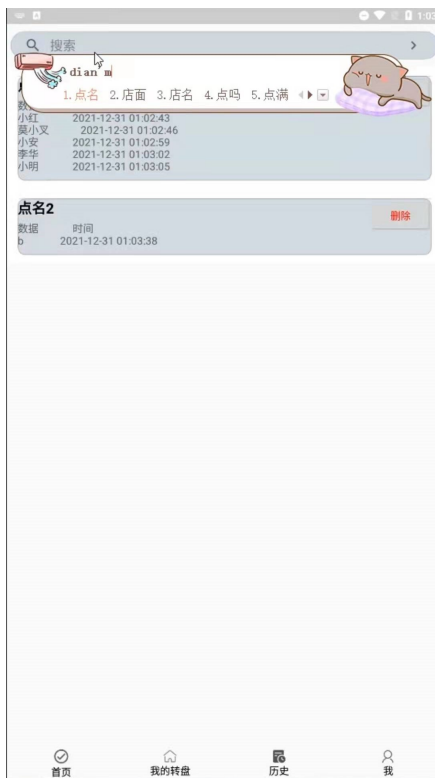 1:03
搜索
dian m
1.点名 2.店面 3.店名 4.点吗 5.点满
小红 2021-12-31 01:02:43
莫小叉 2021-12-31 01:02:46
小安 2021-12-31 01:02:59
李华 2021-12-31 01:03:02
小明 2021-12-31 01:03:05
点名2
删除
数据 时间
b 2021-12-31 01:03:38
首页 我的转盘 历史 我